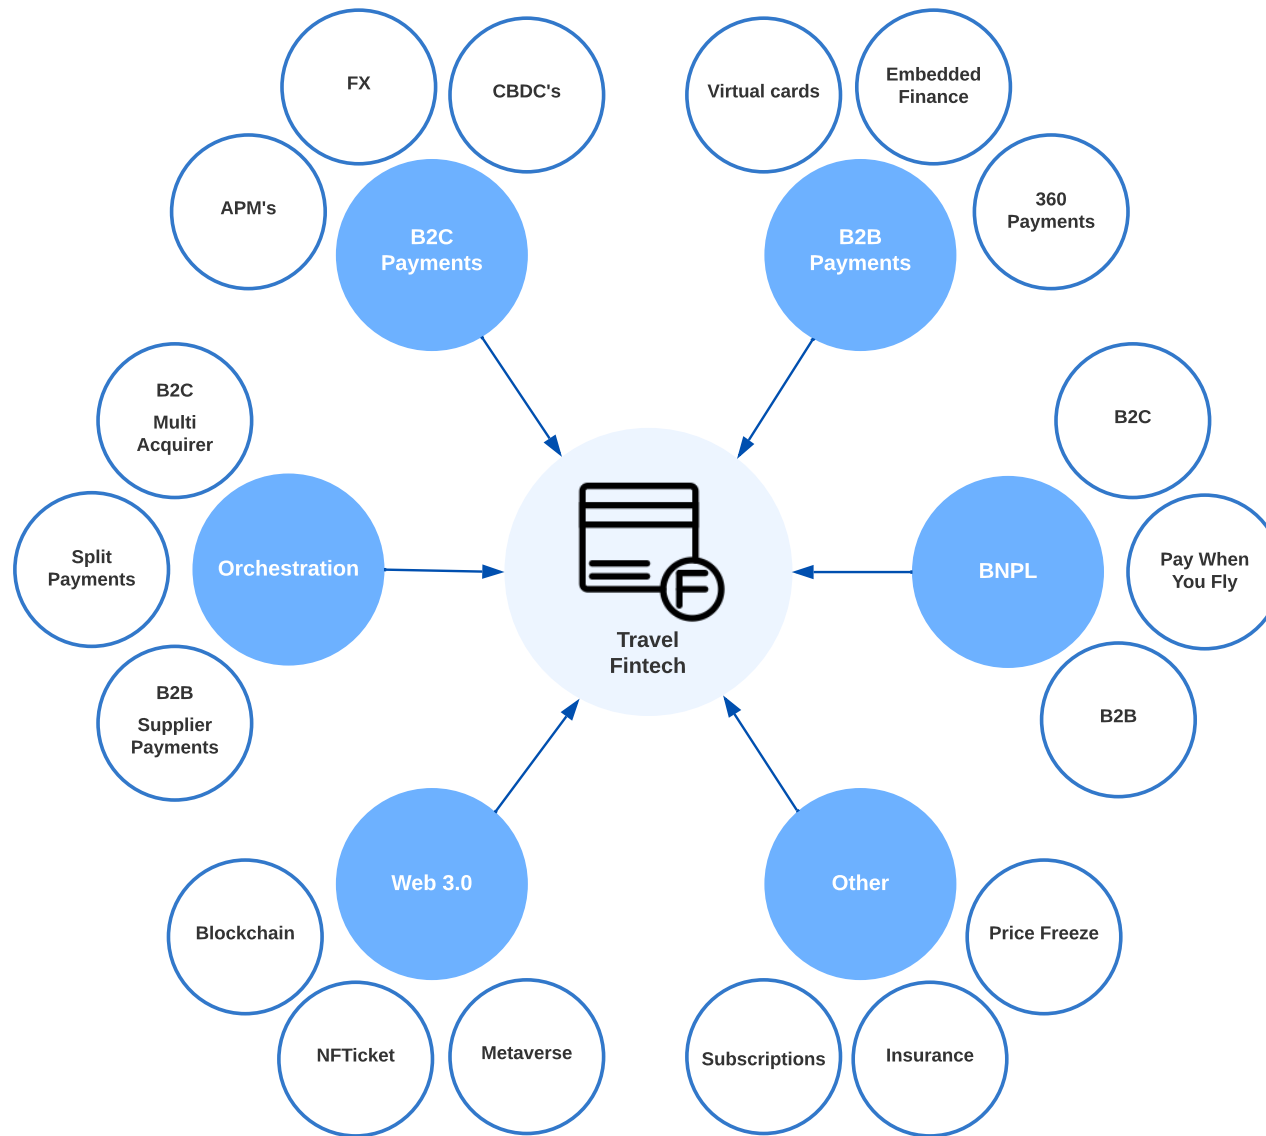 FX
CBDC's
APM's
B2C
Payments
Virtual cards
Embedded
Finance
360
Payments
B2B
Payments
B2C
Multi
Acquirer
Split
Payments
Orchestration
B2B
Supplier
Payments
F
Travel
Fintech
B2C
BNPL
Pay When
You Fly
B2B
Web 3.0
Blockchain
NFTicket
Metaverse
Other
Price Freeze
Subscriptions
Insurance